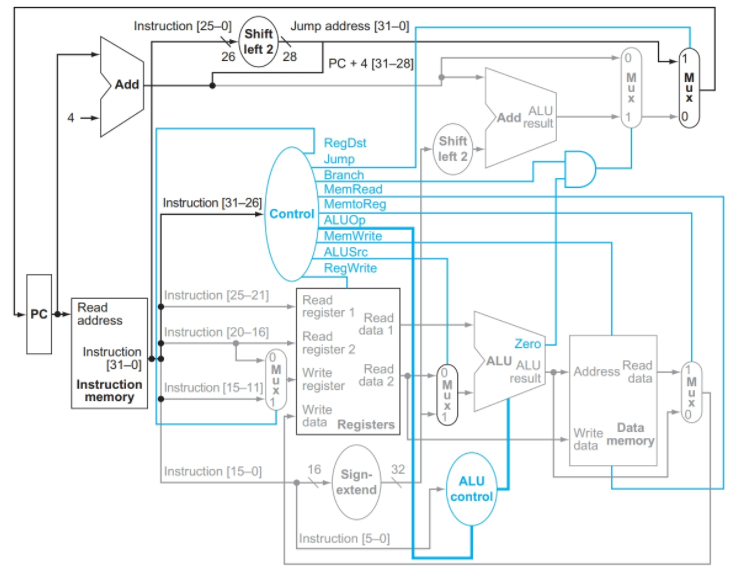 Instruction [25–0]
Shift
left 2
Jump address [31–0]
26
28
PC + 4 [31–28]
Add
4
0
M
u
x
1
1
M
u
x
0
Add
ALU
result
Shift
left 2
RegDst
Jump
Branch
MemRead
MemtoReg
ALUOp
MemWrite
ALUSrc
RegWrite
Control
Instruction [31–26]
PC
Read
address
Instruction
[31–0]
Instruction
memory
Instruction [25–21]
Instruction [20–16]
Instruction [15–11]
0
M
u
x
1
Read
register 1
Read
register 2
Write
register
Write
data
Read
data 1
Read
data 2
Registers
0
M
u
x
1
Zero
ALU
ALU
result
Address
Read
data
Write
data
Data
memory
1
M
u
x
0
Instruction [15–0]
16
Sign-
extend
32
ALU
control
Instruction [5–0]